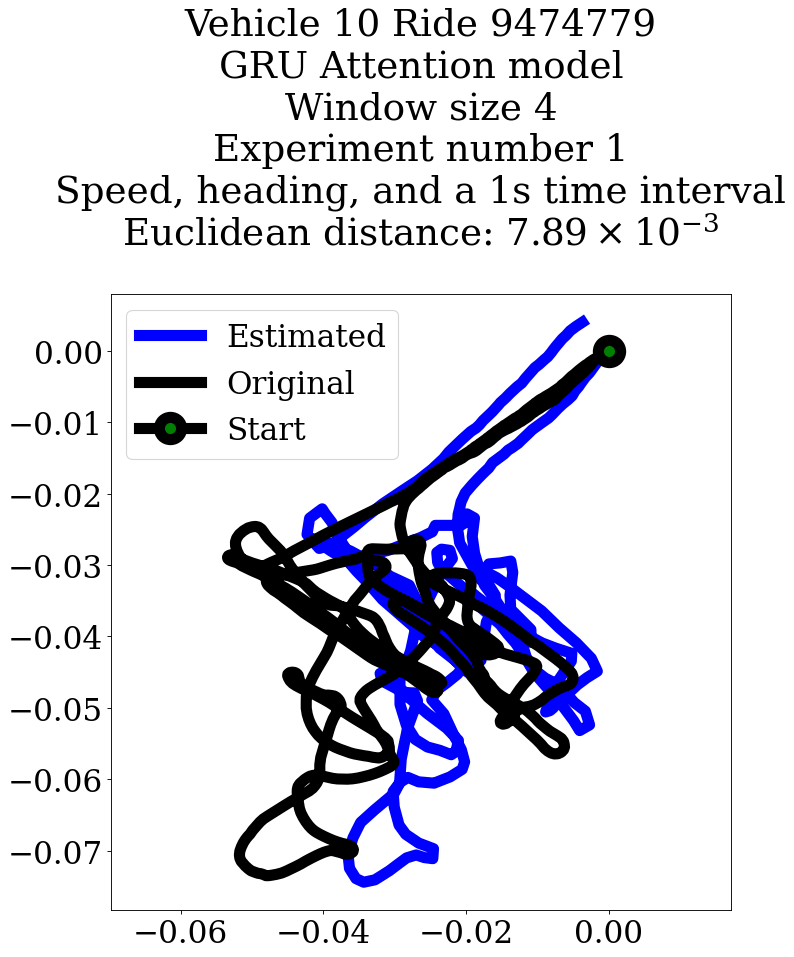 Vehicle 10 Ride 9474779
GRU Attention model
Window size 4
Experiment number 1
Speed, heading, and a 1s time interval
Euclidean distance: 7.89 × 10⁻³
Estimated
Original
Start
0.00
−0.01
−0.02
−0.03
−0.04
−0.05
−0.06
−0.07
−0.06 −0.04 −0.02 0.00